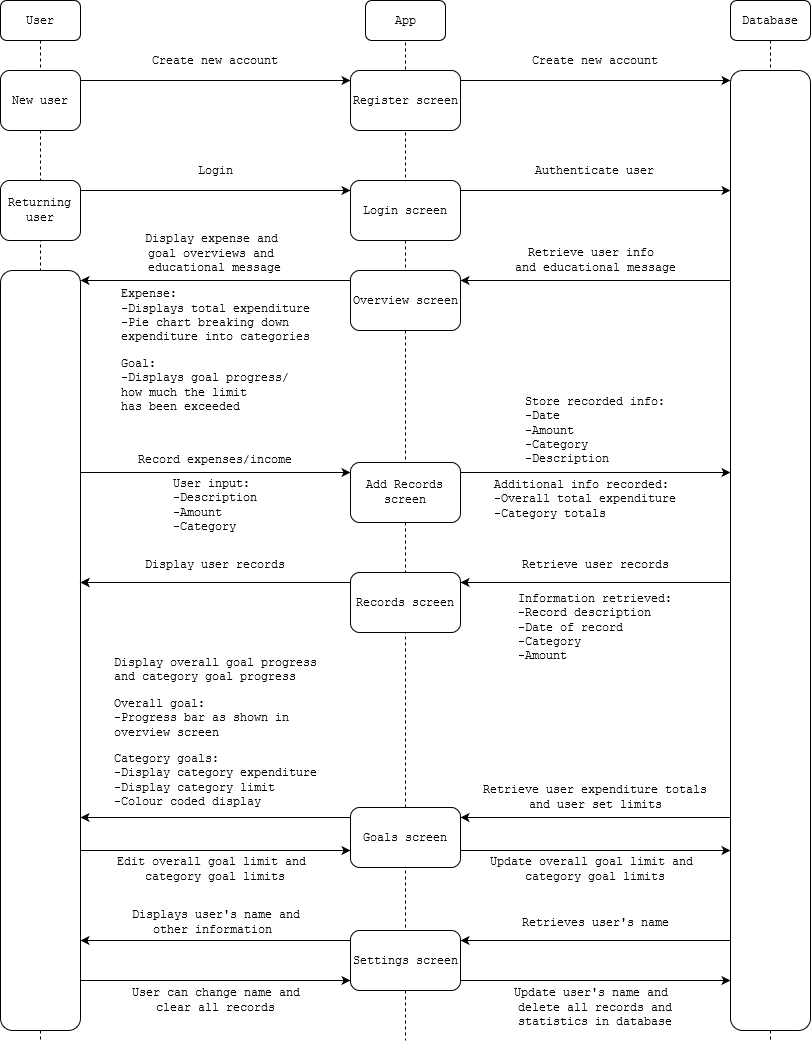 User
App
Database
Create new account
Create new account
New user
Register screen
Login
Authenticate user
Returning
user
Login screen
Display expense and
goal overviews and
educational message
Retrieve user info
and educational message
Overview screen
Expense:
-Displays total expenditure
-Pie chart breaking down
expenditure into categories
Goal:
-Displays goal progress/
how much the limit
has been exceeded
Store recorded info:
-Date
-Amount
-Category
-Description
Record expenses/income
Add Records
screen
User input:
-Description
-Amount
-Category
Additional info recorded:
-Overall total expenditure
-Category totals
Display user records
Retrieve user records
Records screen
Information retrieved:
-Record description
-Date of record
-Category
-Amount
Display overall goal progress
and category goal progress
Overall goal:
-Progress bar as shown in
overview screen
Category goals:
-Display category expenditure
-Display category limit
-Colour coded display
Retrieve user expenditure totals
and user set limits
Goals screen
Edit overall goal limit and
category goal limits
Update overall goal limit and
category goal limits
Displays user's name and
other information
Retrieves user's name
Settings screen
User can change name and
clear all records
Update user's name and
delete all records and
statistics in database